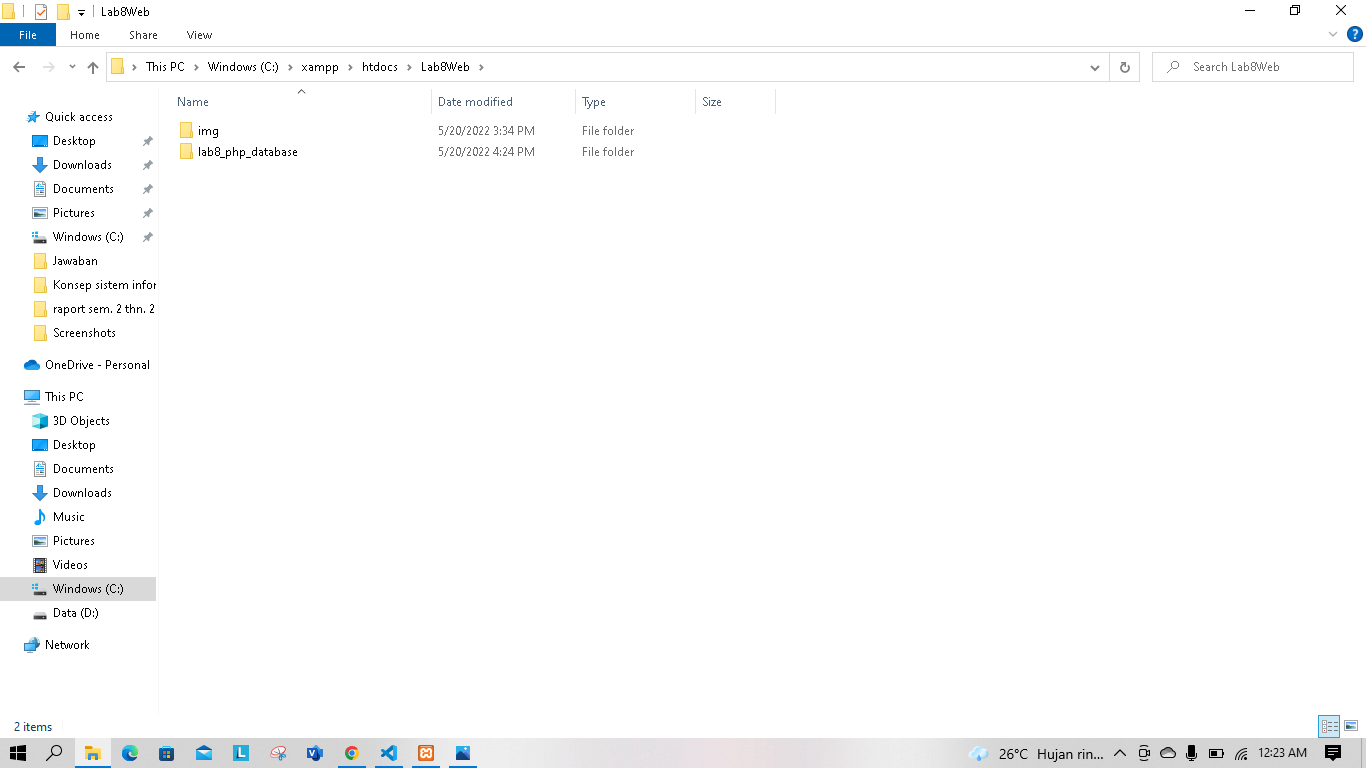 Lab8Web
File Home Share View
This PC Windows (C:) xampp htdocs Lab8Web
Search Lab8Web
Name Date modified Type Size
img 5/20/2022 3:34 PM File folder
lab8_php_database 5/20/2022 4:24 PM File folder
Quick access
Desktop
Downloads
Documents
Pictures
Windows (C:)
Jawaban
Konsep sistem infor
raport sem. 2 thn. 2
Screenshots
OneDrive - Personal
This PC
3D Objects
Desktop
Documents
Downloads
Music
Pictures
Videos
Windows (C:)
Data (D:)
Network
2 items
26°C Hujan rin... 12:23 AM